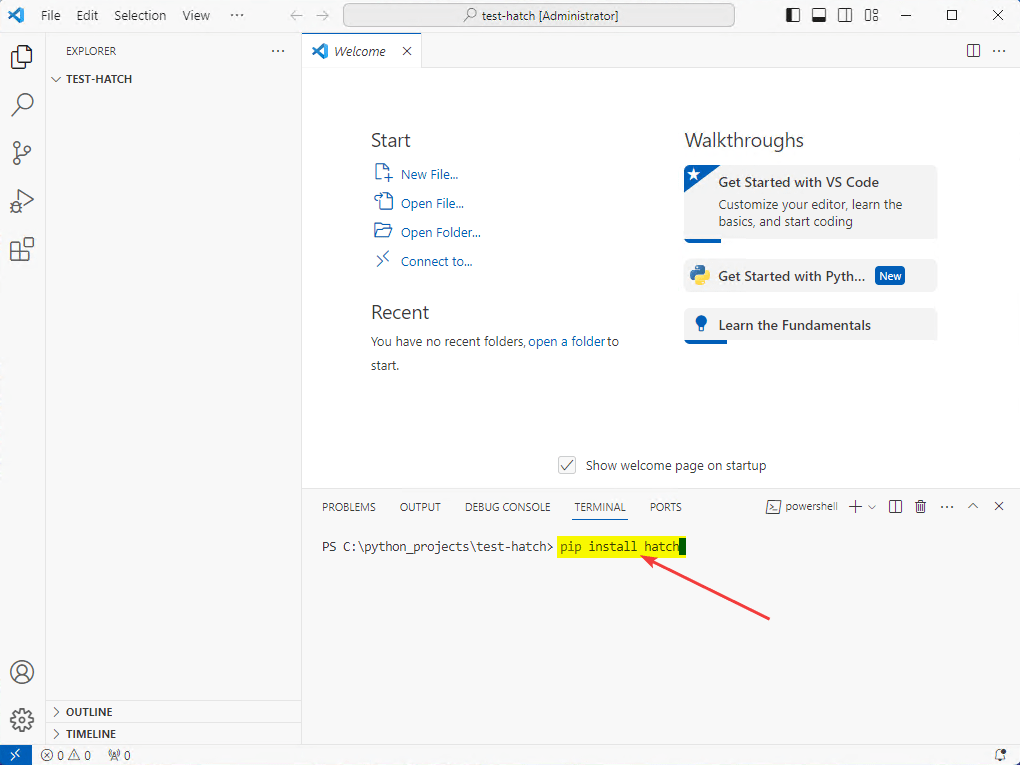 File Edit Selection View ··· test-hatch [Administrator]
EXPLORER ···
TEST-HATCH
Welcome
Start
New File...
Open File...
Open Folder...
Connect to...
Recent
You have no recent folders, open a folder to
start.
Walkthroughs
Get Started with VS Code
Customize your editor, learn the
basics, and start coding
Get Started with Pyth... New
Learn the Fundamentals
Show welcome page on startup
PROBLEMS OUTPUT DEBUG CONSOLE TERMINAL PORTS powershell
PS C:\python_projects\test-hatch> pip install hatch
OUTLINE
TIMELINE
0 0 0